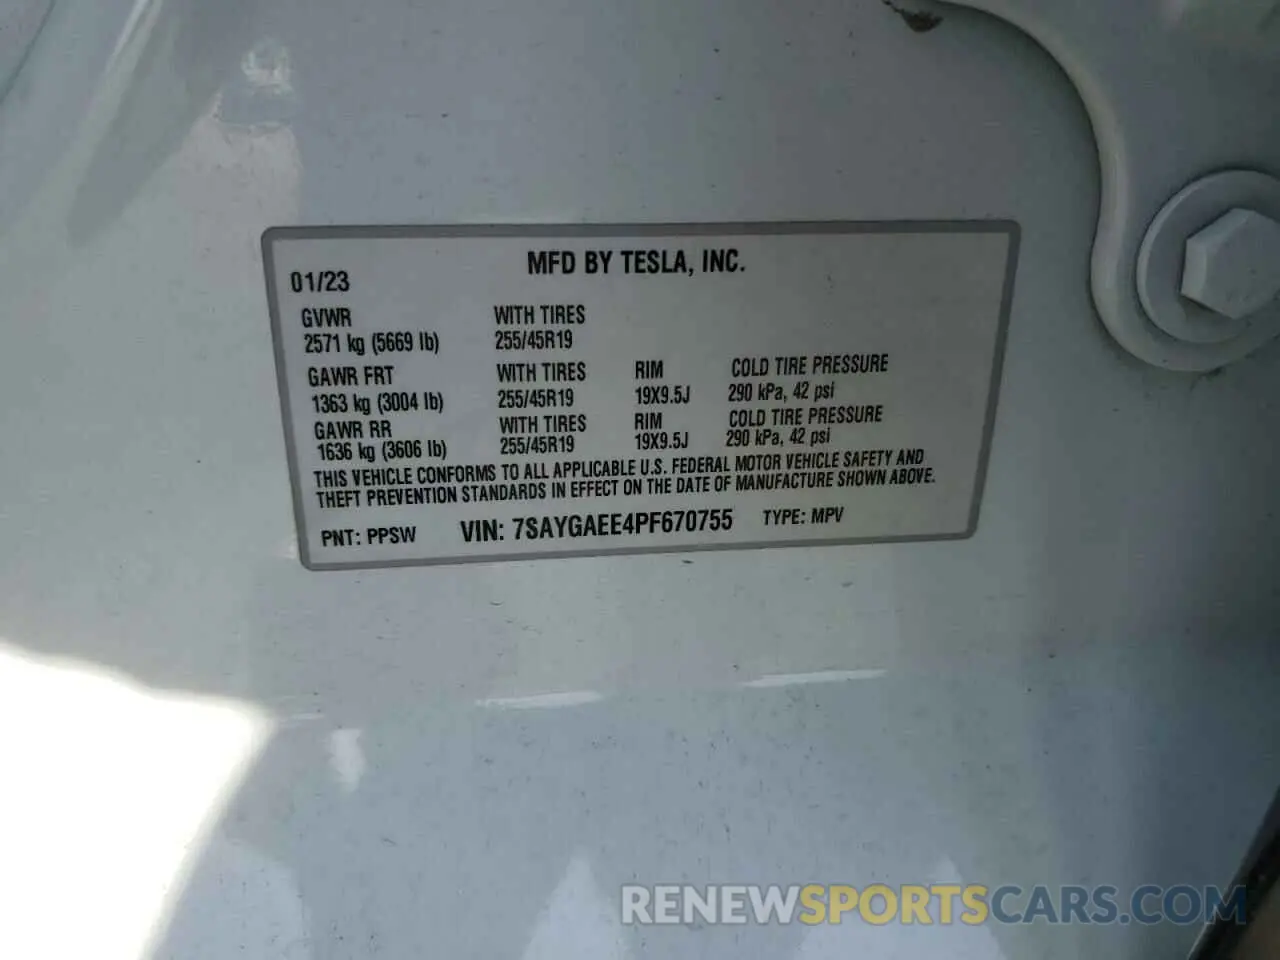 MFD BY TESLA, INC.
01/23
GVWR WITH TIRES
2571 kg (5669 lb) 255/45R19
GAWR FRT WITH TIRES RIM COLD TIRE PRESSURE
1363 kg (3004 lb) 255/45R19 19X9.5J 290 kPa, 42 psi
GAWR RR WITH TIRES RIM COLD TIRE PRESSURE
1636 kg (3606 lb) 255/45R19 19X9.5J 290 kPa, 42 psi
THIS VEHICLE CONFORMS TO ALL APPLICABLE U.S. FEDERAL MOTOR VEHICLE SAFETY AND
THEFT PREVENTION STANDARDS IN EFFECT ON THE DATE OF MANUFACTURE SHOWN ABOVE.
PNT: PPSW VIN: 7SAYGAEE4PF670755 TYPE: MPV
RENEWSPORTSCARS.COM